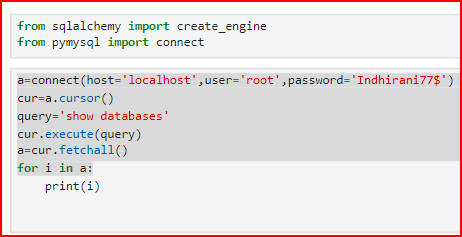 from sqlalchemy import create_engine
from pymysql import connect
a=connect(host='localhost',user='root',password='Indhirani77$')
cur=a.cursor()
query='show databases'
cur.execute(query)
a=cur.fetchall()
for i in a:
    print(i)